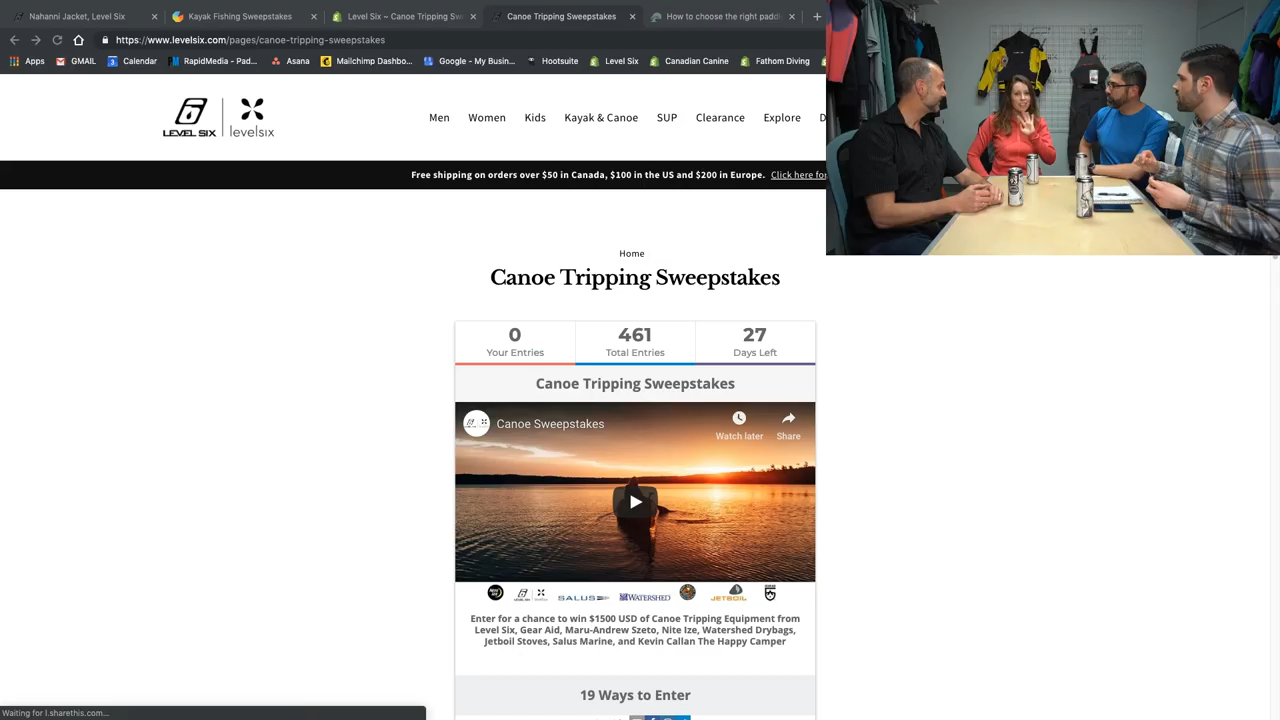 Nahanni Jacket, Level Six
Kayak Fishing Sweepstakes
Level Six ~ Canoe Tripping Sw
Canoe Tripping Sweepstakes
How to choose the right paddl
https://www.levelsix.com/pages/canoe-tripping-sweepstakes
Apps GMAIL Calendar RapidMedia - Pad... Asana Mailchimp Dashbo... Google - My Busin... Hootsuite Level Six Canadian Canine Fathom Diving
LEVEL SIX levelsix
Men Women Kids Kayak & Canoe SUP Clearance Explore D
Free shipping on orders over $50 in Canada, $100 in the US and $200 in Europe. Click here for
Home
Canoe Tripping Sweepstakes
0 461 27
Your Entries Total Entries Days Left
Canoe Tripping Sweepstakes
Canoe Sweepstakes
Watch later Share
SALUS WATERSHED JETBOIL
Enter for a chance to win $1500 USD of Canoe Tripping Equipment from
Level Six, Gear Aid, Maru-Andrew Szeto, Nite Ize, Watershed Drybags,
Jetboil Stoves, Salus Marine, and Kevin Callan The Happy Camper
19 Ways to Enter
Waiting for l.sharethis.com...